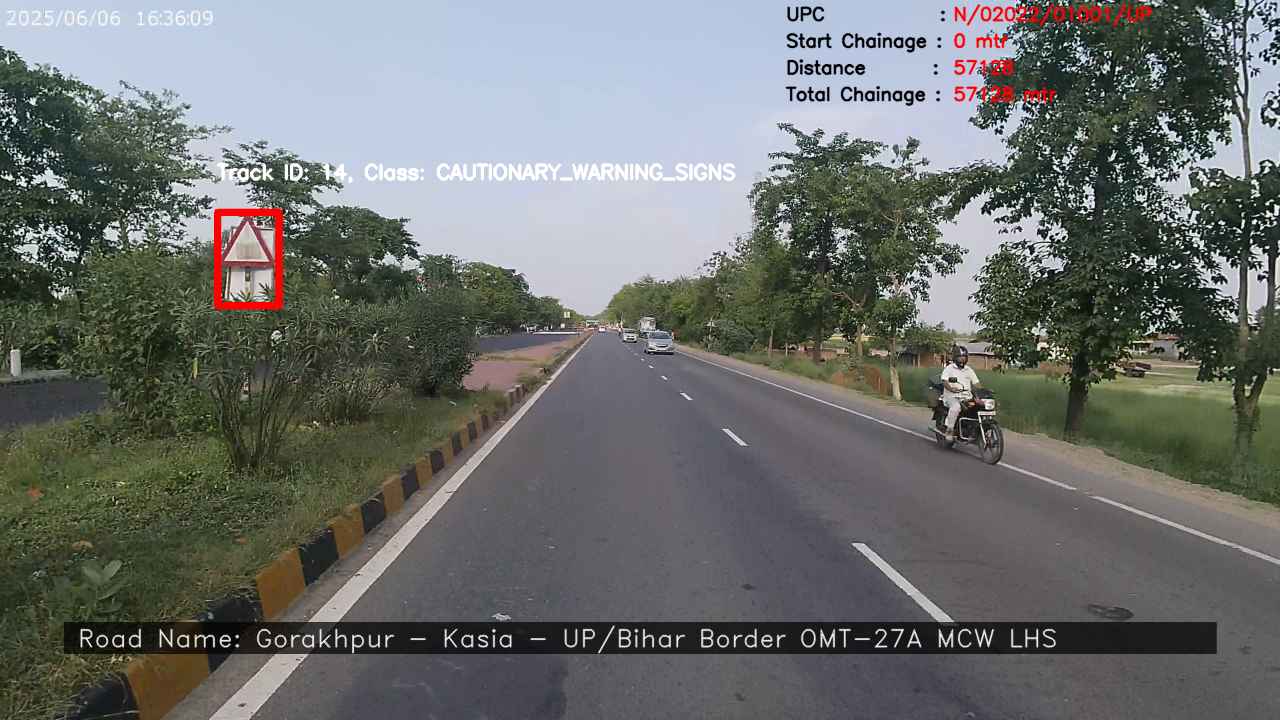 2025/06/06 16:36:09
UPC : N/02022/01001/UP
Start Chainage : 0 mtr
Distance : 57128
Total Chainage : 57128 mtr
Track ID: 14, Class: CAUTIONARY_WARNING_SIGNS
Road Name: Gorakhpur - Kasia - UP/Bihar Border OMT-27A MCW LHS